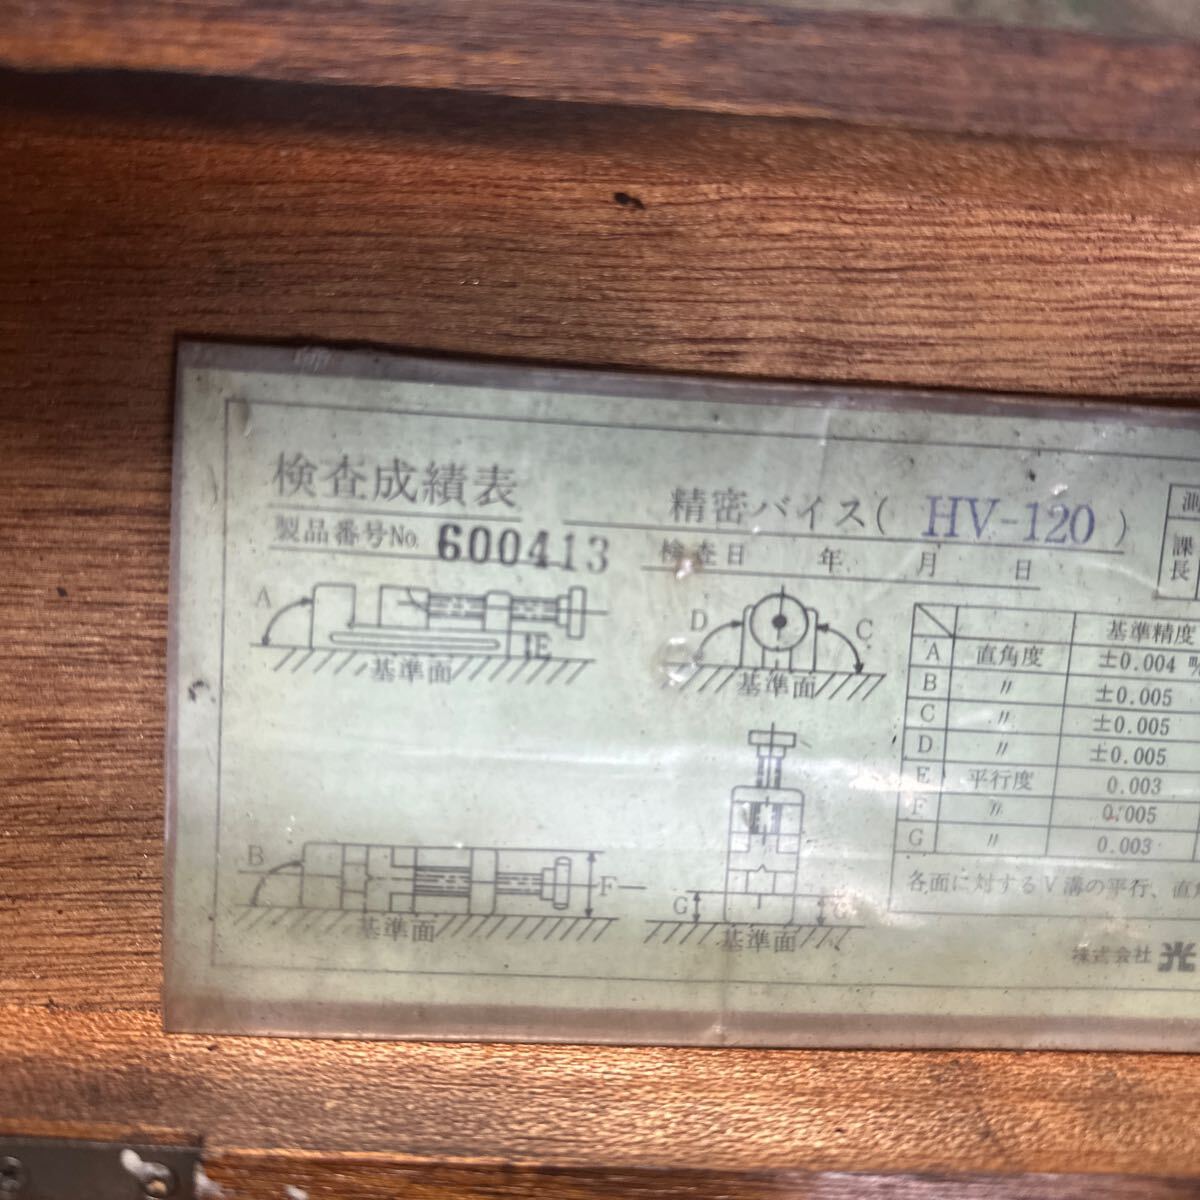 検査成績表
精密バイス( HV-120 )
測
課長
製品番号No. 600413
検査日 年 月 日
A
E
基準面
D
C
基準面
基準精度
A 直角度 ±0.004
B 〃 ±0.005
C 〃 ±0.005
D 〃 ±0.005
E 平行度 0.003
F 〃 0.005
G 〃 0.003
B
F
基準面
G
G
基準面
各面に対するV溝の平行、直角
株式会社 光